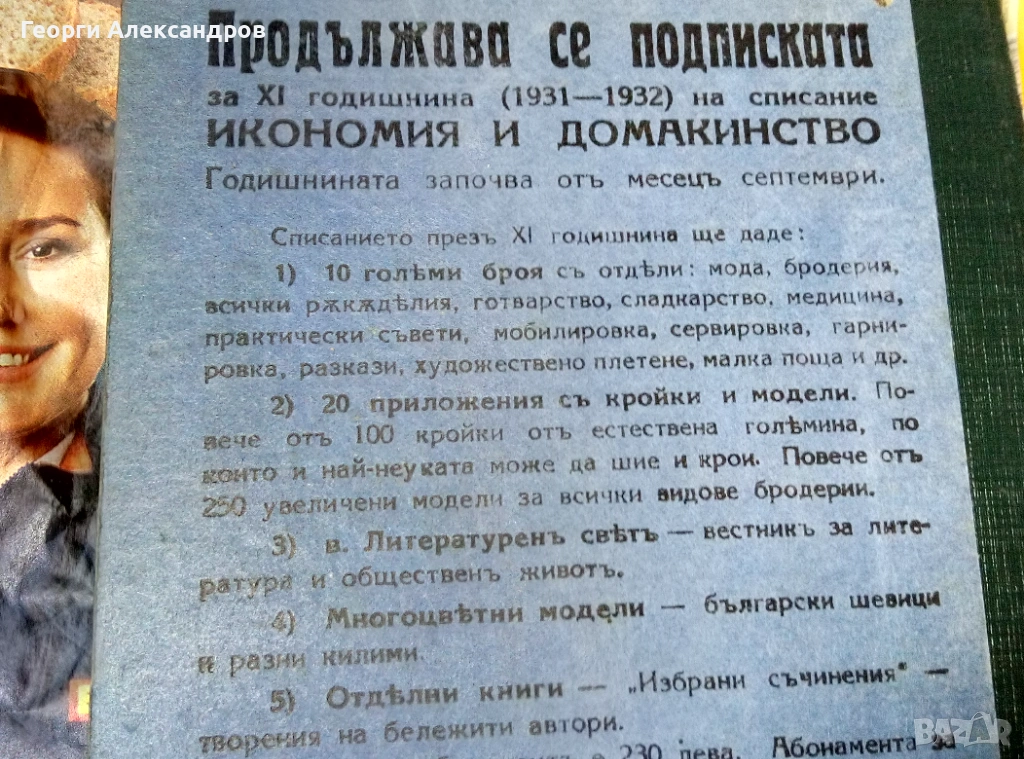 Георги Александров
Продължава се подписката
за XI годишнина (1931—1932) на списание
ИКОНОМИЯ И ДОМАКИНСТВО
Годишнината започва отъ месецъ септември.
Списанието презъ XI годишнина ще даде:
1) 10 голѣми броя съ отдѣли: мода, бродерия,
всички рѫкѫдѣлия, готварство, сладкарство, медицина,
практически съвети, мобилировка, сервировка, гарни-
ровка, разкази, художествено плетене, малка поща и др.
2) 20 приложения съ кройки и модели. По-
вече отъ 100 кройки отъ естествена голѣмина, по
които и най-неуката може да шие и крои. Повече отъ
250 увеличени модели за всички видове бродерии.
3) в. Литературенъ свѣтъ — вестникъ за лите-
ратура и общественъ животъ.
4) Многоцвѣтни модели — български шевици
и разни килими.
5) Отдѣлни книги — „Избрани съчинения" —
творения на бележити автори.
е 230 лева. Абонамента за
BAZAR